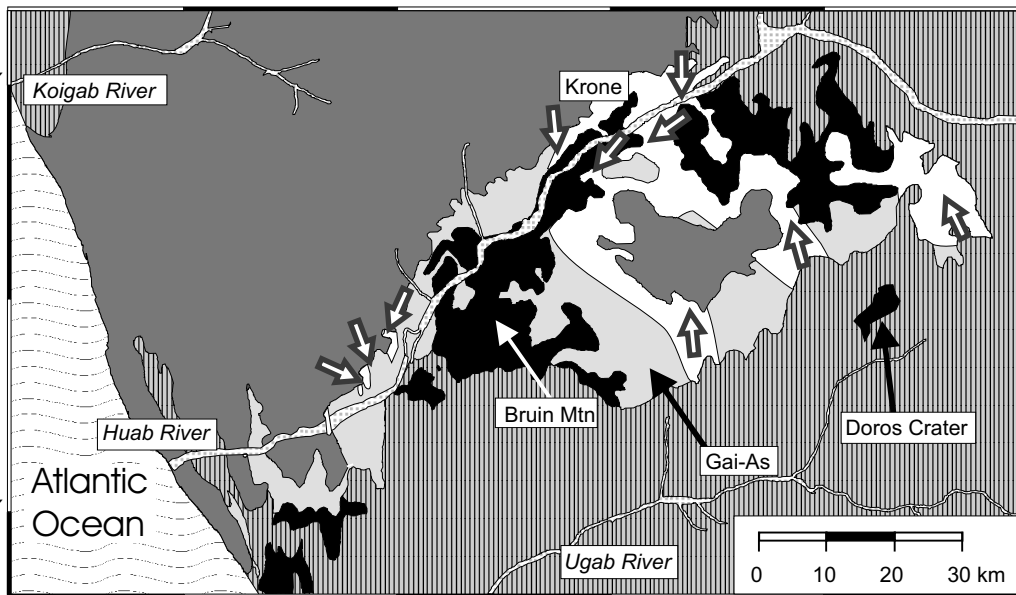 Koigab River
Krone
Huab River
Bruin Mtn
Gai-As
Doros Crater
Atlantic
Ocean
Ugab River
0 10 20 30 km